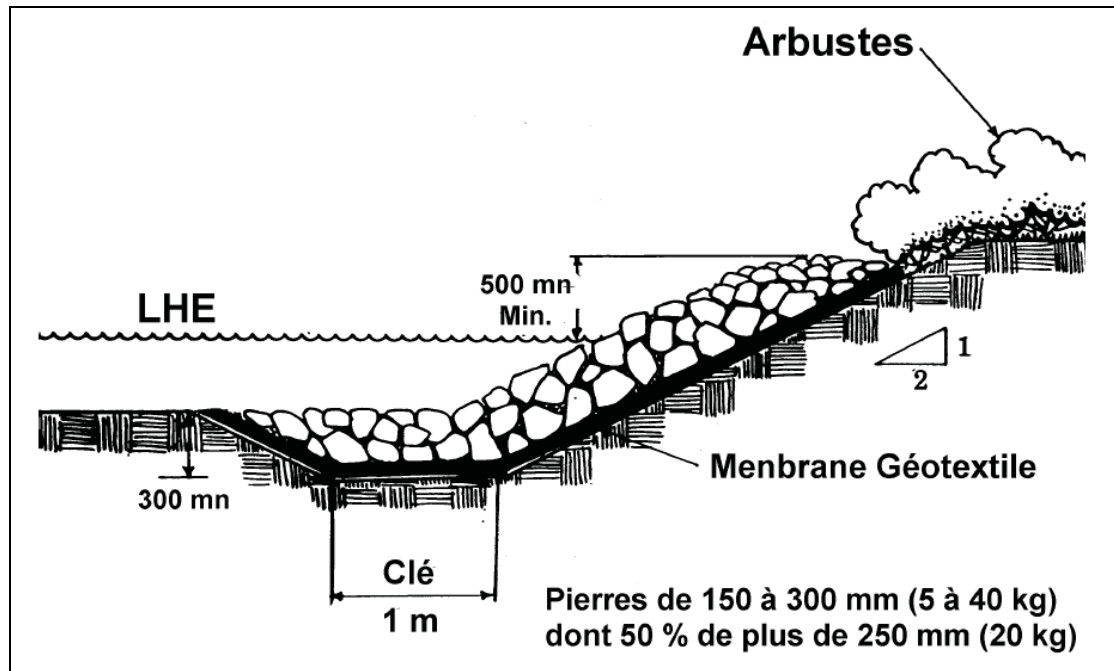 Arbustes
500 mn
Min.
LHE
1
2
Menbrane Géotextile
300 mn
Clé
1 m
Pierres de 150 à 300 mm (5 à 40 kg)
dont 50 % de plus de 250 mm (20 kg)